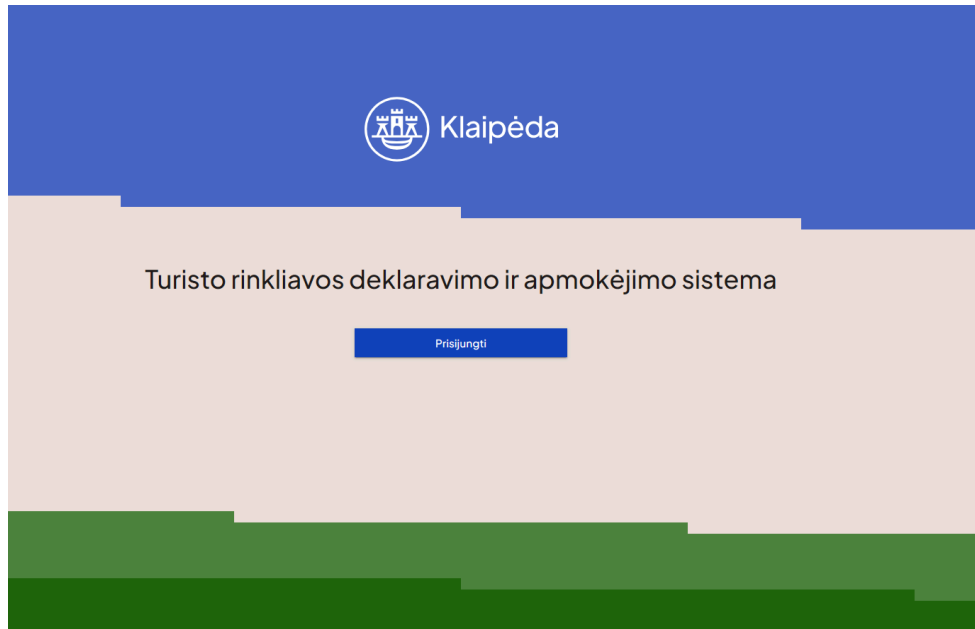 Klaipėda
Turisto rinkliavos deklaravimo ir apmokėjimo sistema
Prisijungti